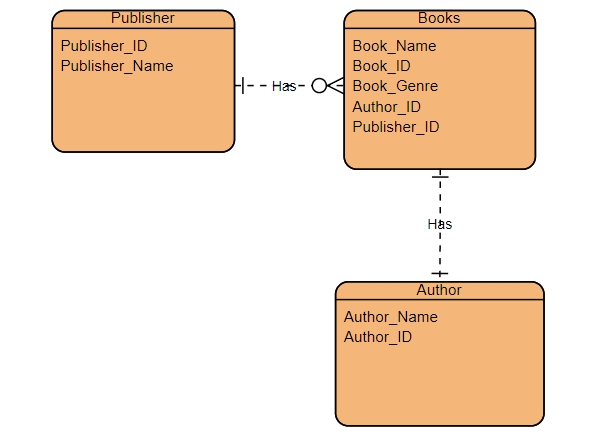 Publisher
Publisher_ID
Publisher_Name
Has
Books
Book_Name
Book_ID
Book_Genre
Author_ID
Publisher_ID
Has
Author
Author_Name
Author_ID